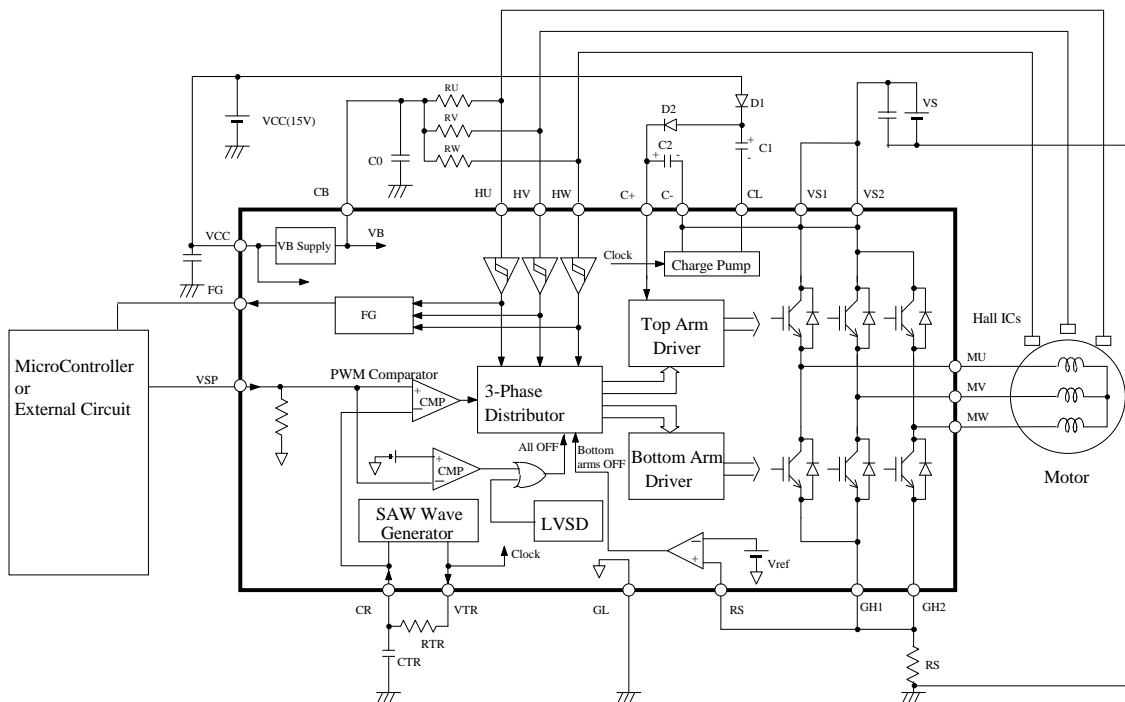 RU
VS
D1
D2
VCC(15V)
RV
+
C1
-
C2
+
-
RW
C0
CB
HU
HV
HW
C+
C-
CL
VS1
VS2
VCC
VB Supply
VB
Clock
Charge Pump
FG
FG
Top Arm
Driver
Hall ICs
MicroController
or
External Circuit
MU
VSP
PWM Comparator
+
-
CMP
3-Phase
Distributor
MV
MW
All OFF
Bottom
arms OFF
Bottom Arm
Driver
+
-
CMP
Motor
SAW Wave
Generator
LVSD
Clock
-
+
Vref
CR
VTR
GL
RS
GH1
GH2
RTR
CTR
RS